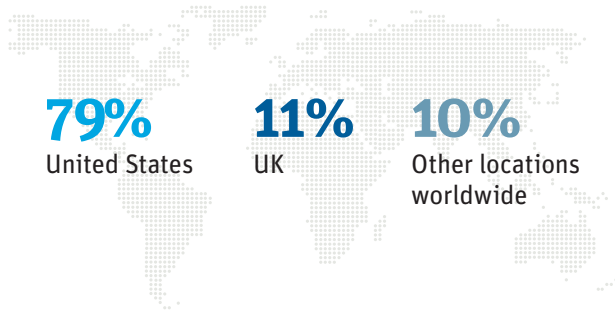 79%
United States
11%
UK
10%
Other locations
worldwide